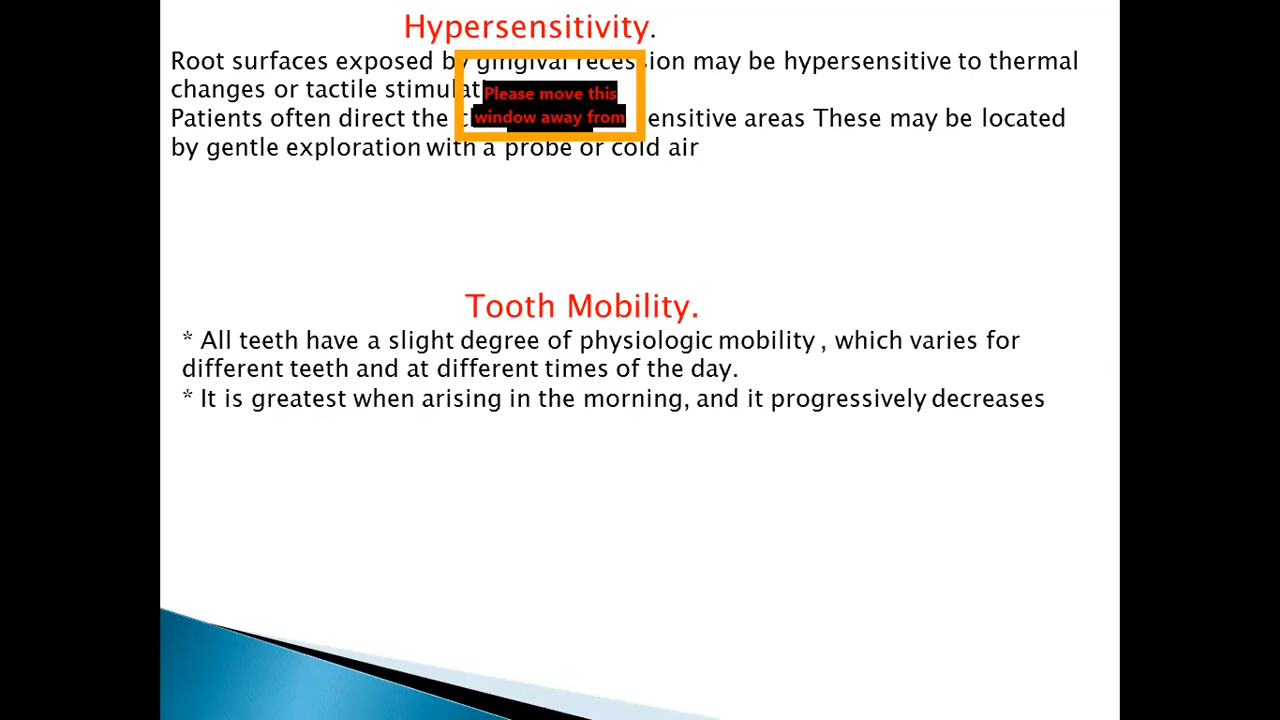 Hypersensitivity.
Root surfaces exposed by gingival recession may be hypersensitive to thermal
changes or tactile stimulat
Patients often direct the ensitive areas These may be located
by gentle exploration with a probe or cold air
Please move this
window away from
Tooth Mobility.
* All teeth have a slight degree of physiologic mobility , which varies for
different teeth and at different times of the day.
* It is greatest when arising in the morning, and it progressively decreases